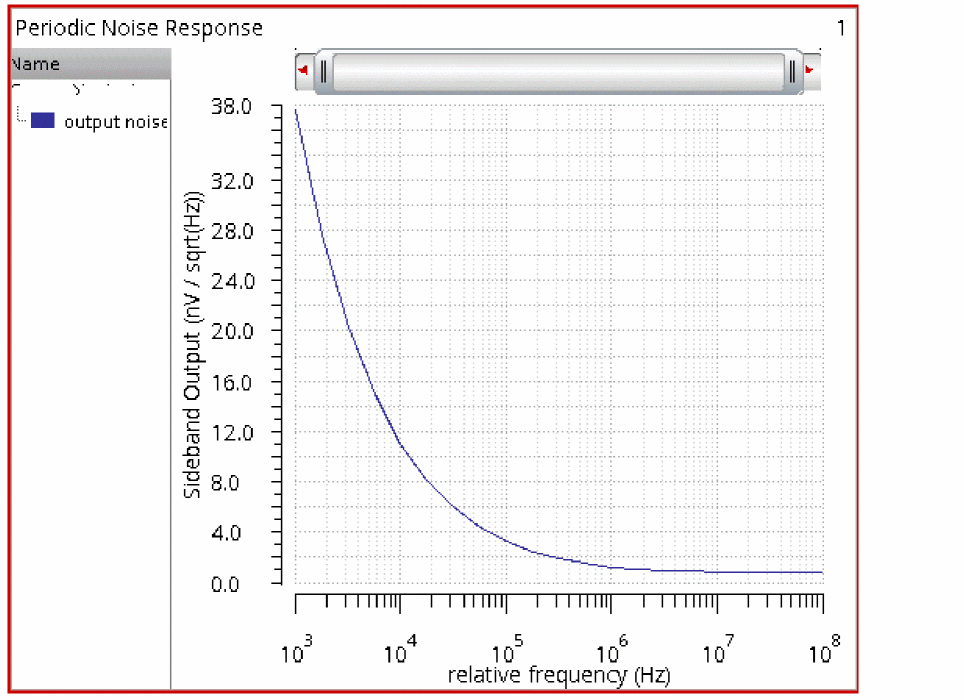 Periodic Noise Response
1
Name
output noise
38.0
32.0
28.0
24.0
20.0
16.0
12.0
8.0
4.0
0.0
Sideband Output (nV / sqrt(Hz))
10^3 10^4 10^5 10^6 10^7 10^8
relative frequency (Hz)